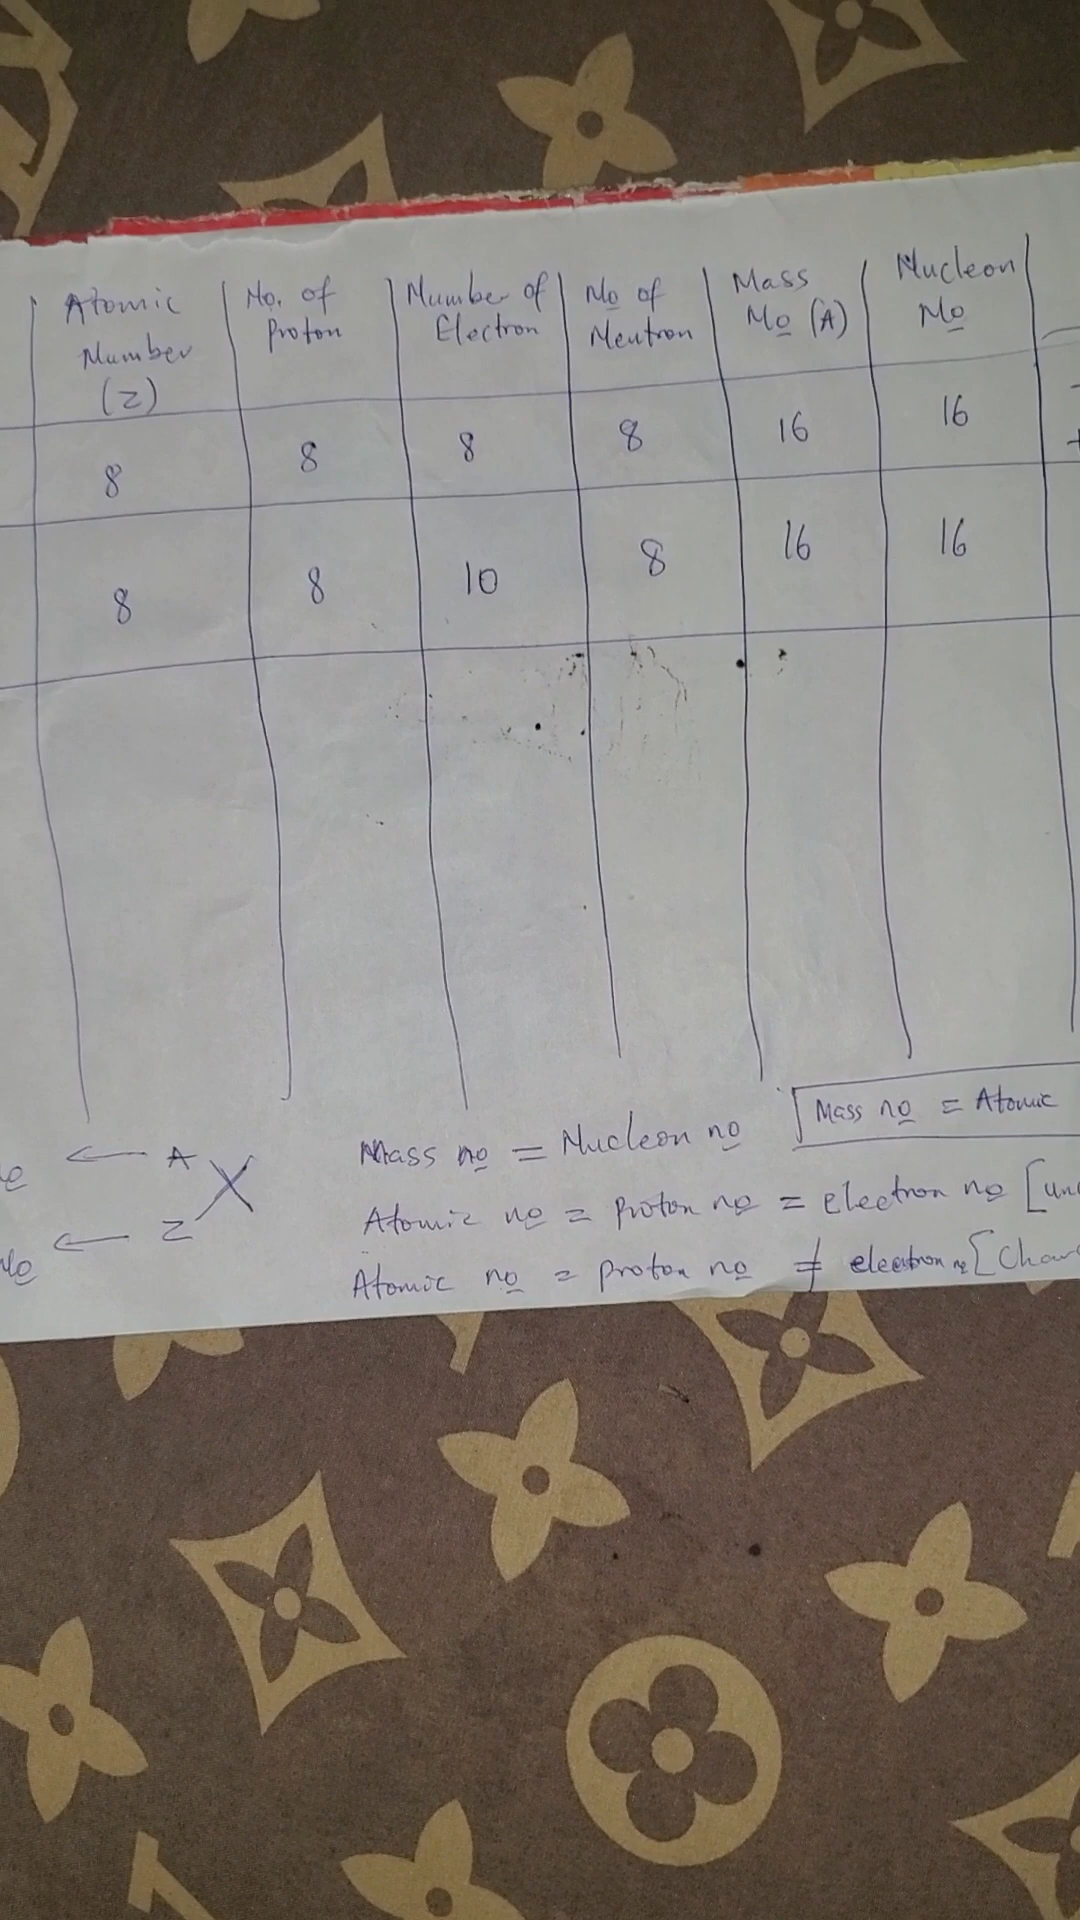 Atomic Number (Z) No. of Proton Number of Electron No of Neutron Mass No (A) Nucleon No
8 8 8 8 16 16
8 8 10 8 16 16
A X Z
Mass no = Nucleon no
Mass no = Atomic
Atomic no = Proton no = electron no
Atomic no = proton no ≠ electron no